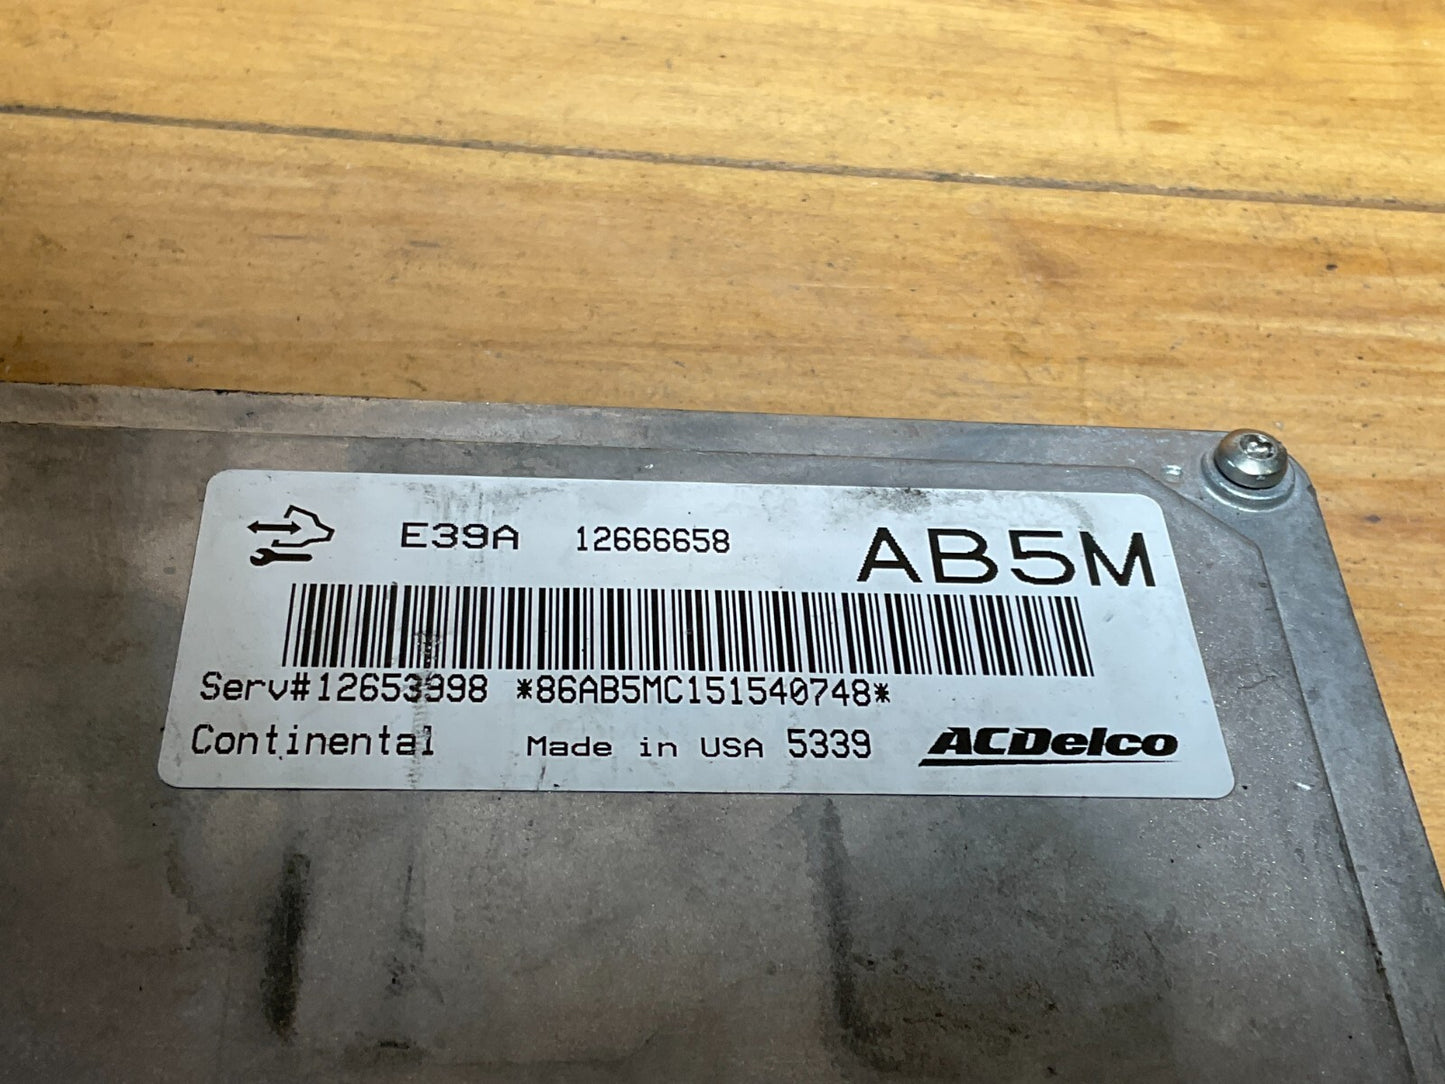 E39A 12666658 AB5M
Serv#12653998 *86AB5MC151540748*
Continental Made in USA 5339 ACDelco